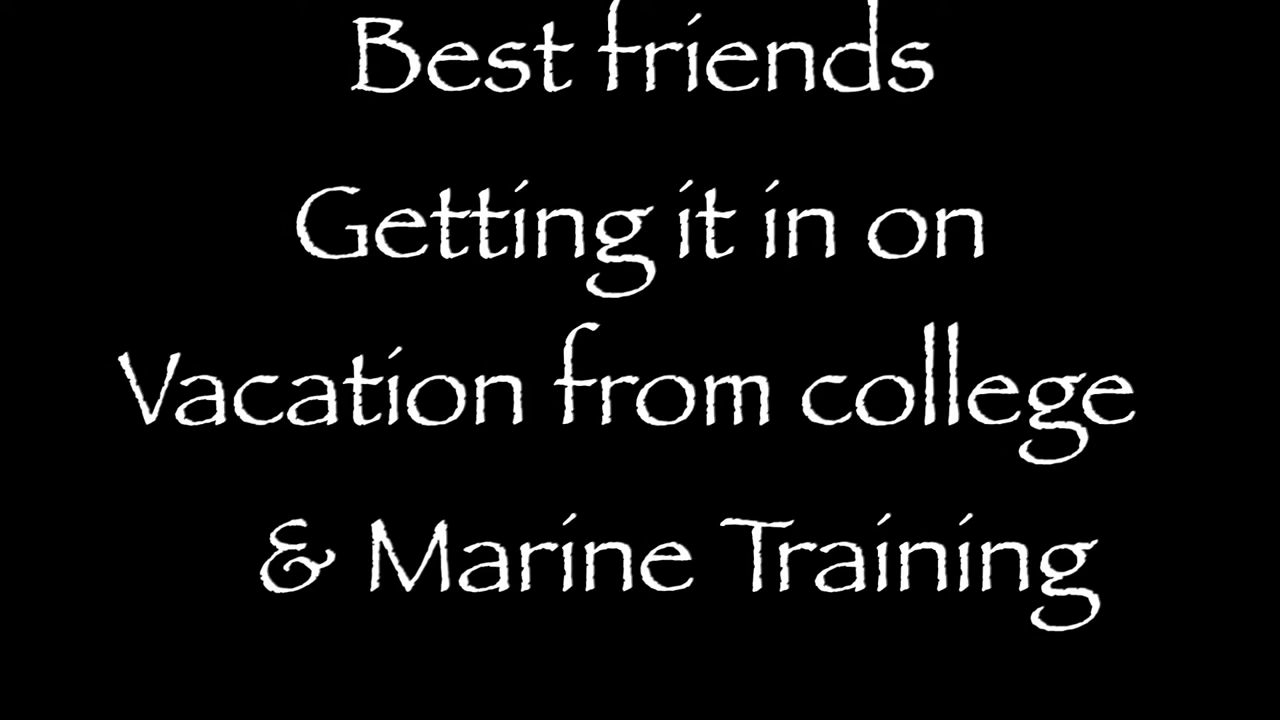 Best friends
Getting it in on
Vacation from college
& Marine Training